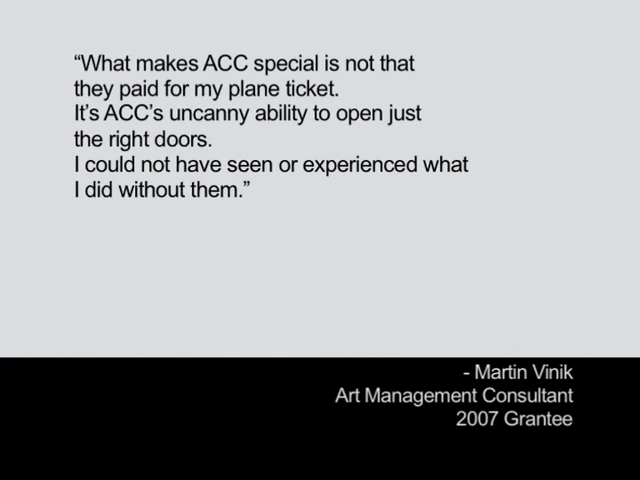 “What makes ACC special is not that
they paid for my plane ticket.
It’s ACC’s uncanny ability to open just
the right doors.
I could not have seen or experienced what
I did without them.”
- Martin Vinik
Art Management Consultant
2007 Grantee